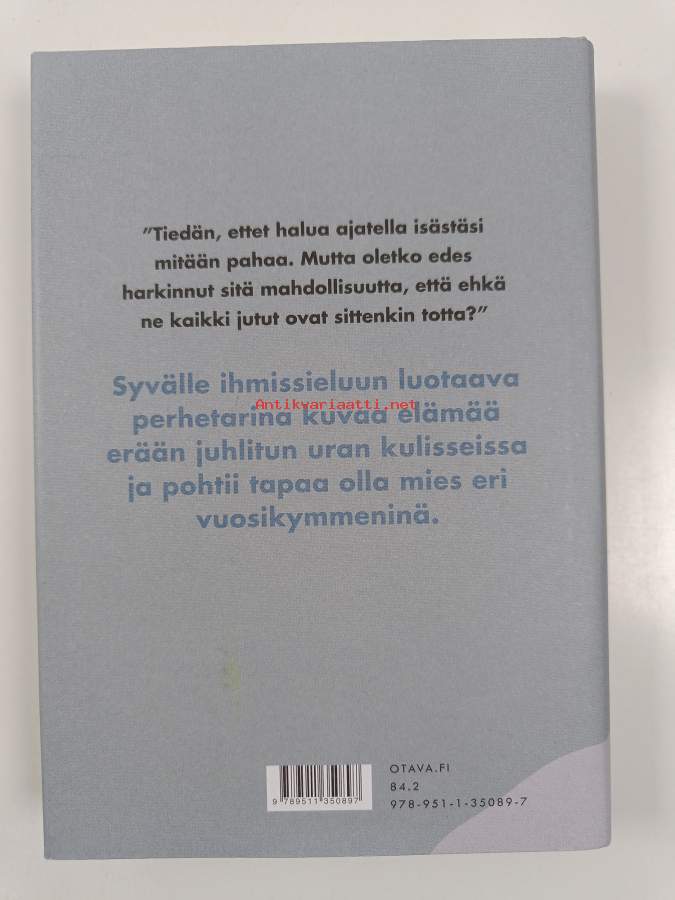 ”Tiedän, ettet halua ajatella isästäsi
mitään pahaa. Mutta oletko edes
harkinnut sitä mahdollisuutta, että ehkä
ne kaikki jutut ovat sittenkin totta?”
Syvälle ihmissieluun luotaava
Antikvariaatti.net
perhetarina kuvaa elämää
erään juhlitun uran kulisseissa
ja pohtii tapaa olla mies eri
vuosikymmeninä.
OTAVA.FI
84.2
978-951-1-35089-7
9 789511 350897